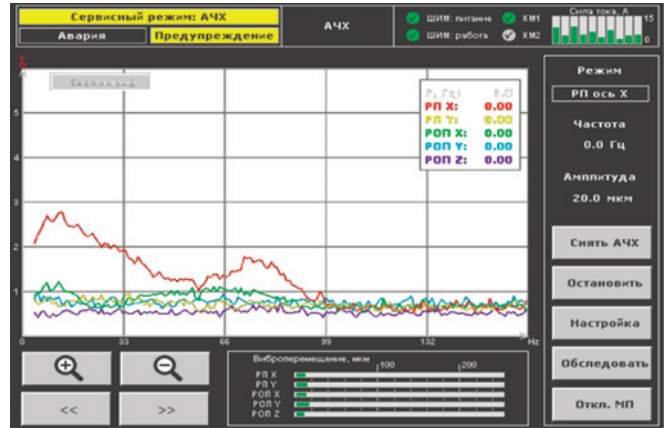 Сервисный режим: АЧХ
Авария
Предупреждение
АЧХ
ШИМ: питание
КМ1
ШИМ: работа
КМ2
Сила тока, А
15
0
5
4
3
2
1
0
33
66
99
132
Hz
F, Гц: 0.0
РП X: 0.00
РП Y: 0.00
РОП X: 0.00
РОП Y: 0.00
РОП Z: 0.00
Режим
РП ось X
Частота
0.0 Гц
Амплитуда
20.0 мкм
Снять АЧХ
Остановить
Настройка
Обследовать
Откл. МП
<<
>>
Виброперемещение, мкм
100
200
РП X
РП Y
РОП X
РОП Y
РОП Z